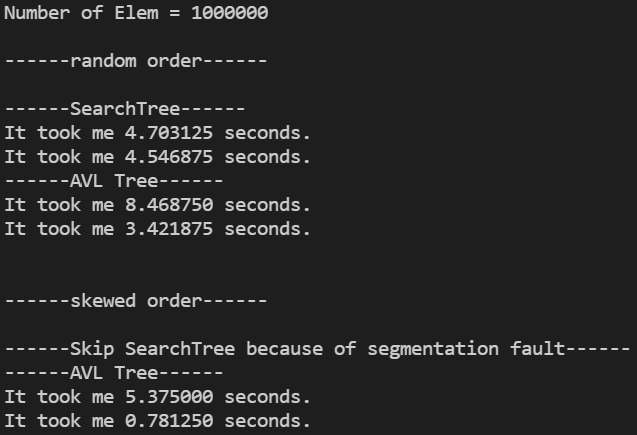 Number of Elem = 1000000
------random order------
------SearchTree------
It took me 4.703125 seconds.
It took me 4.546875 seconds.
------AVL Tree------
It took me 8.468750 seconds.
It took me 3.421875 seconds.
------skewed order------
------Skip SearchTree because of segmentation fault------
------AVL Tree------
It took me 5.375000 seconds.
It took me 0.781250 seconds.